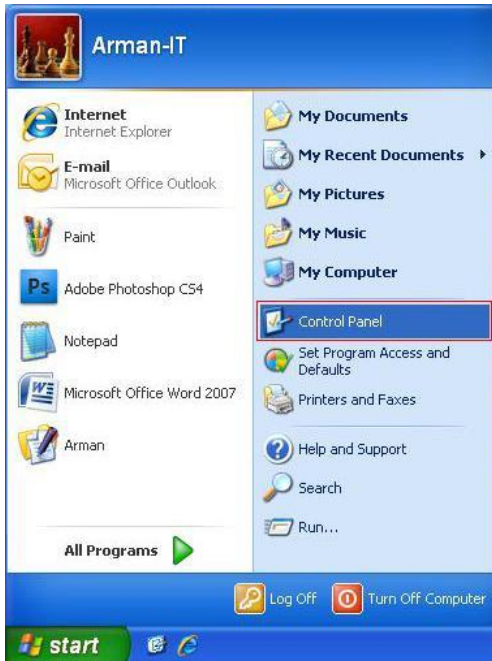 Arman-IT
Internet
Internet Explorer
E-mail
Microsoft Office Outlook
Paint
Ps
Adobe Photoshop CS4
Notepad
Microsoft Office Word 2007
Arman
All Programs
My Documents
My Recent Documents
My Pictures
My Music
My Computer
Control Panel
Set Program Access and
Defaults
Printers and Faxes
Help and Support
Search
Run...
Log Off
Turn Off Computer
start